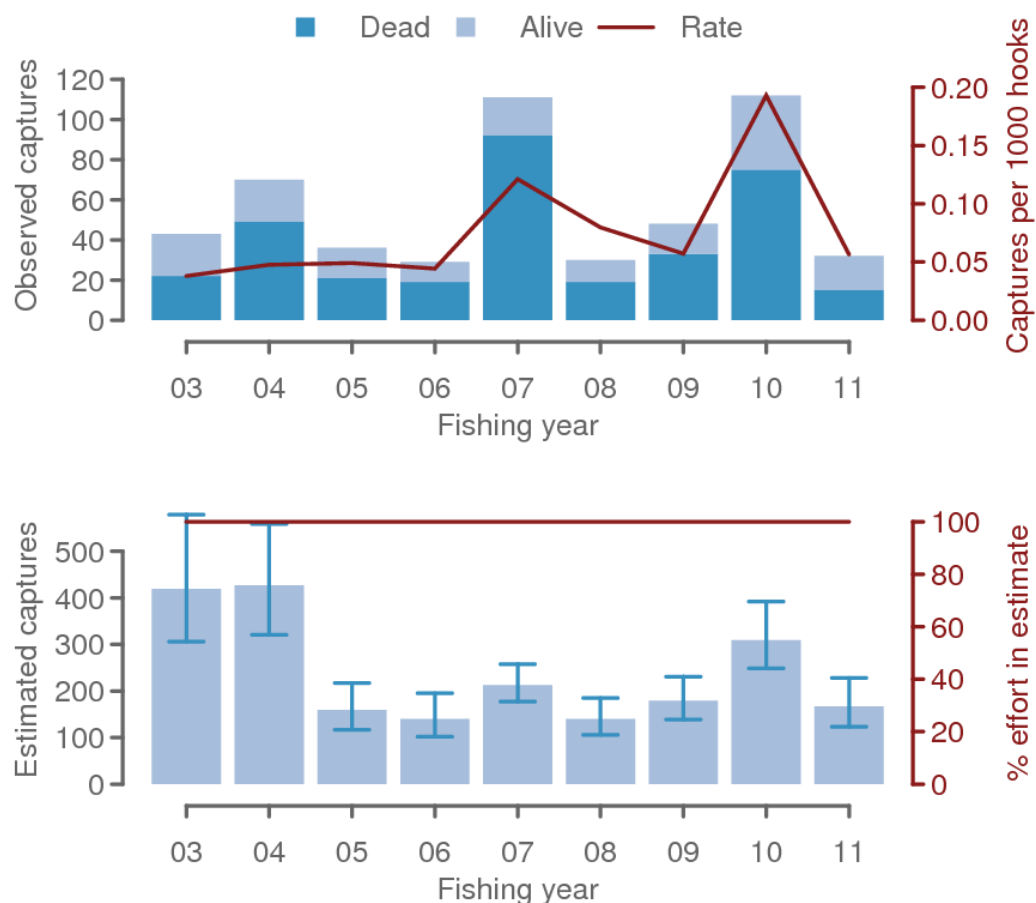 Dead Alive Rate
Observed captures
120
100
80
60
40
20
0
0.20
0.15
0.10
0.05
0.00
Captures per 1000 hooks
03 04 05 06 07 08 09 10 11
Fishing year
Estimated captures
500
400
300
200
100
0
100
80
60
40
20
0
% effort in estimate
03 04 05 06 07 08 09 10 11
Fishing year